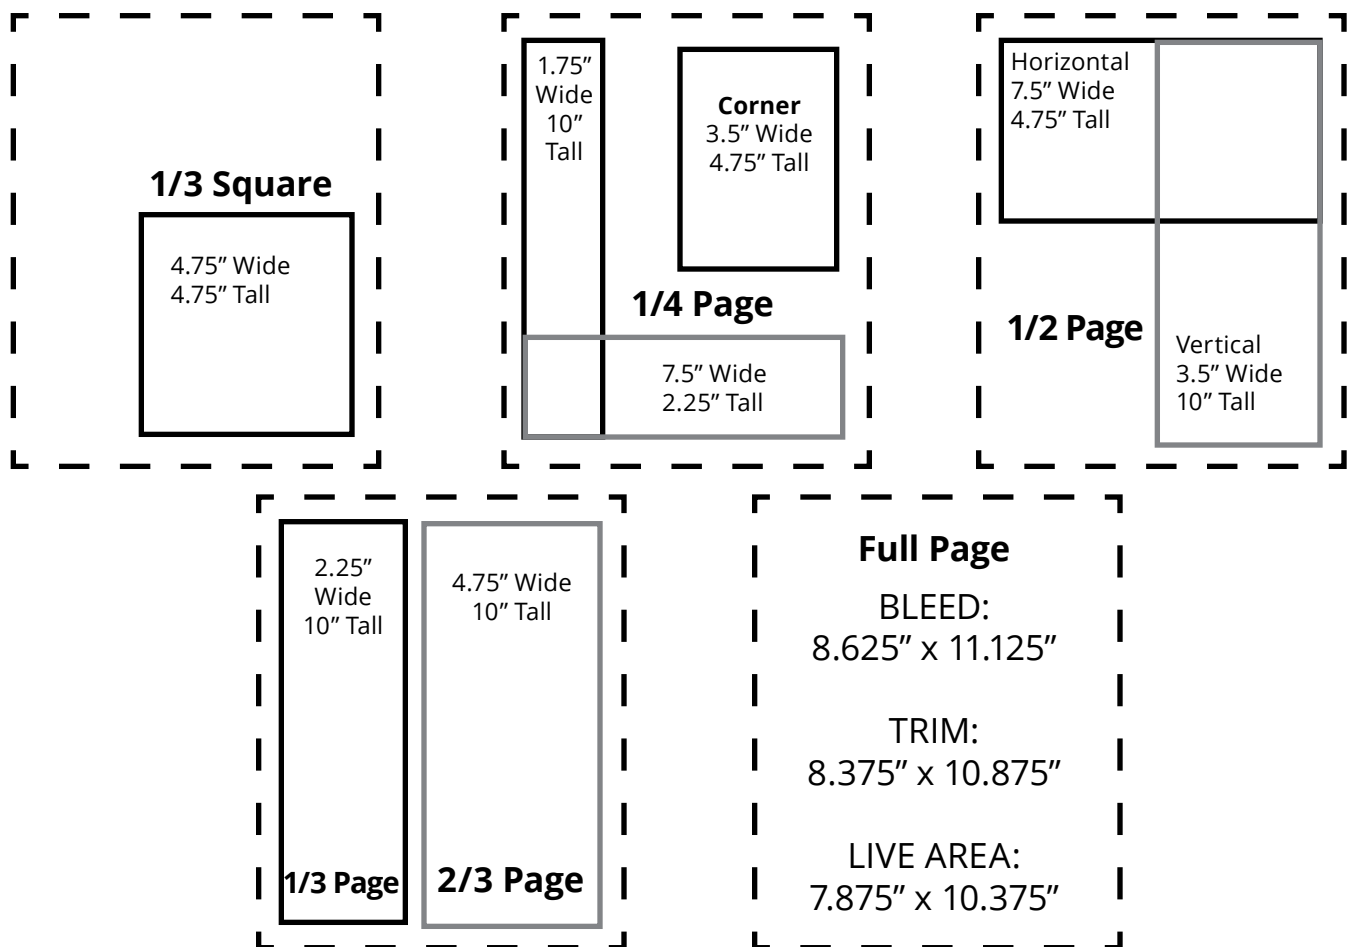 1/3 Square
4.75” Wide
4.75” Tall
1.75”
Wide
10”
Tall
Corner
3.5” Wide
4.75” Tall
1/4 Page
7.5” Wide
2.25” Tall
Horizontal
7.5” Wide
4.75” Tall
1/2 Page
Vertical
3.5” Wide
10” Tall
2.25”
Wide
10” Tall
1/3 Page
4.75” Wide
10” Tall
2/3 Page
Full Page
BLEED:
8.625” x 11.125”
TRIM:
8.375” x 10.875”
LIVE AREA:
7.875” x 10.375”